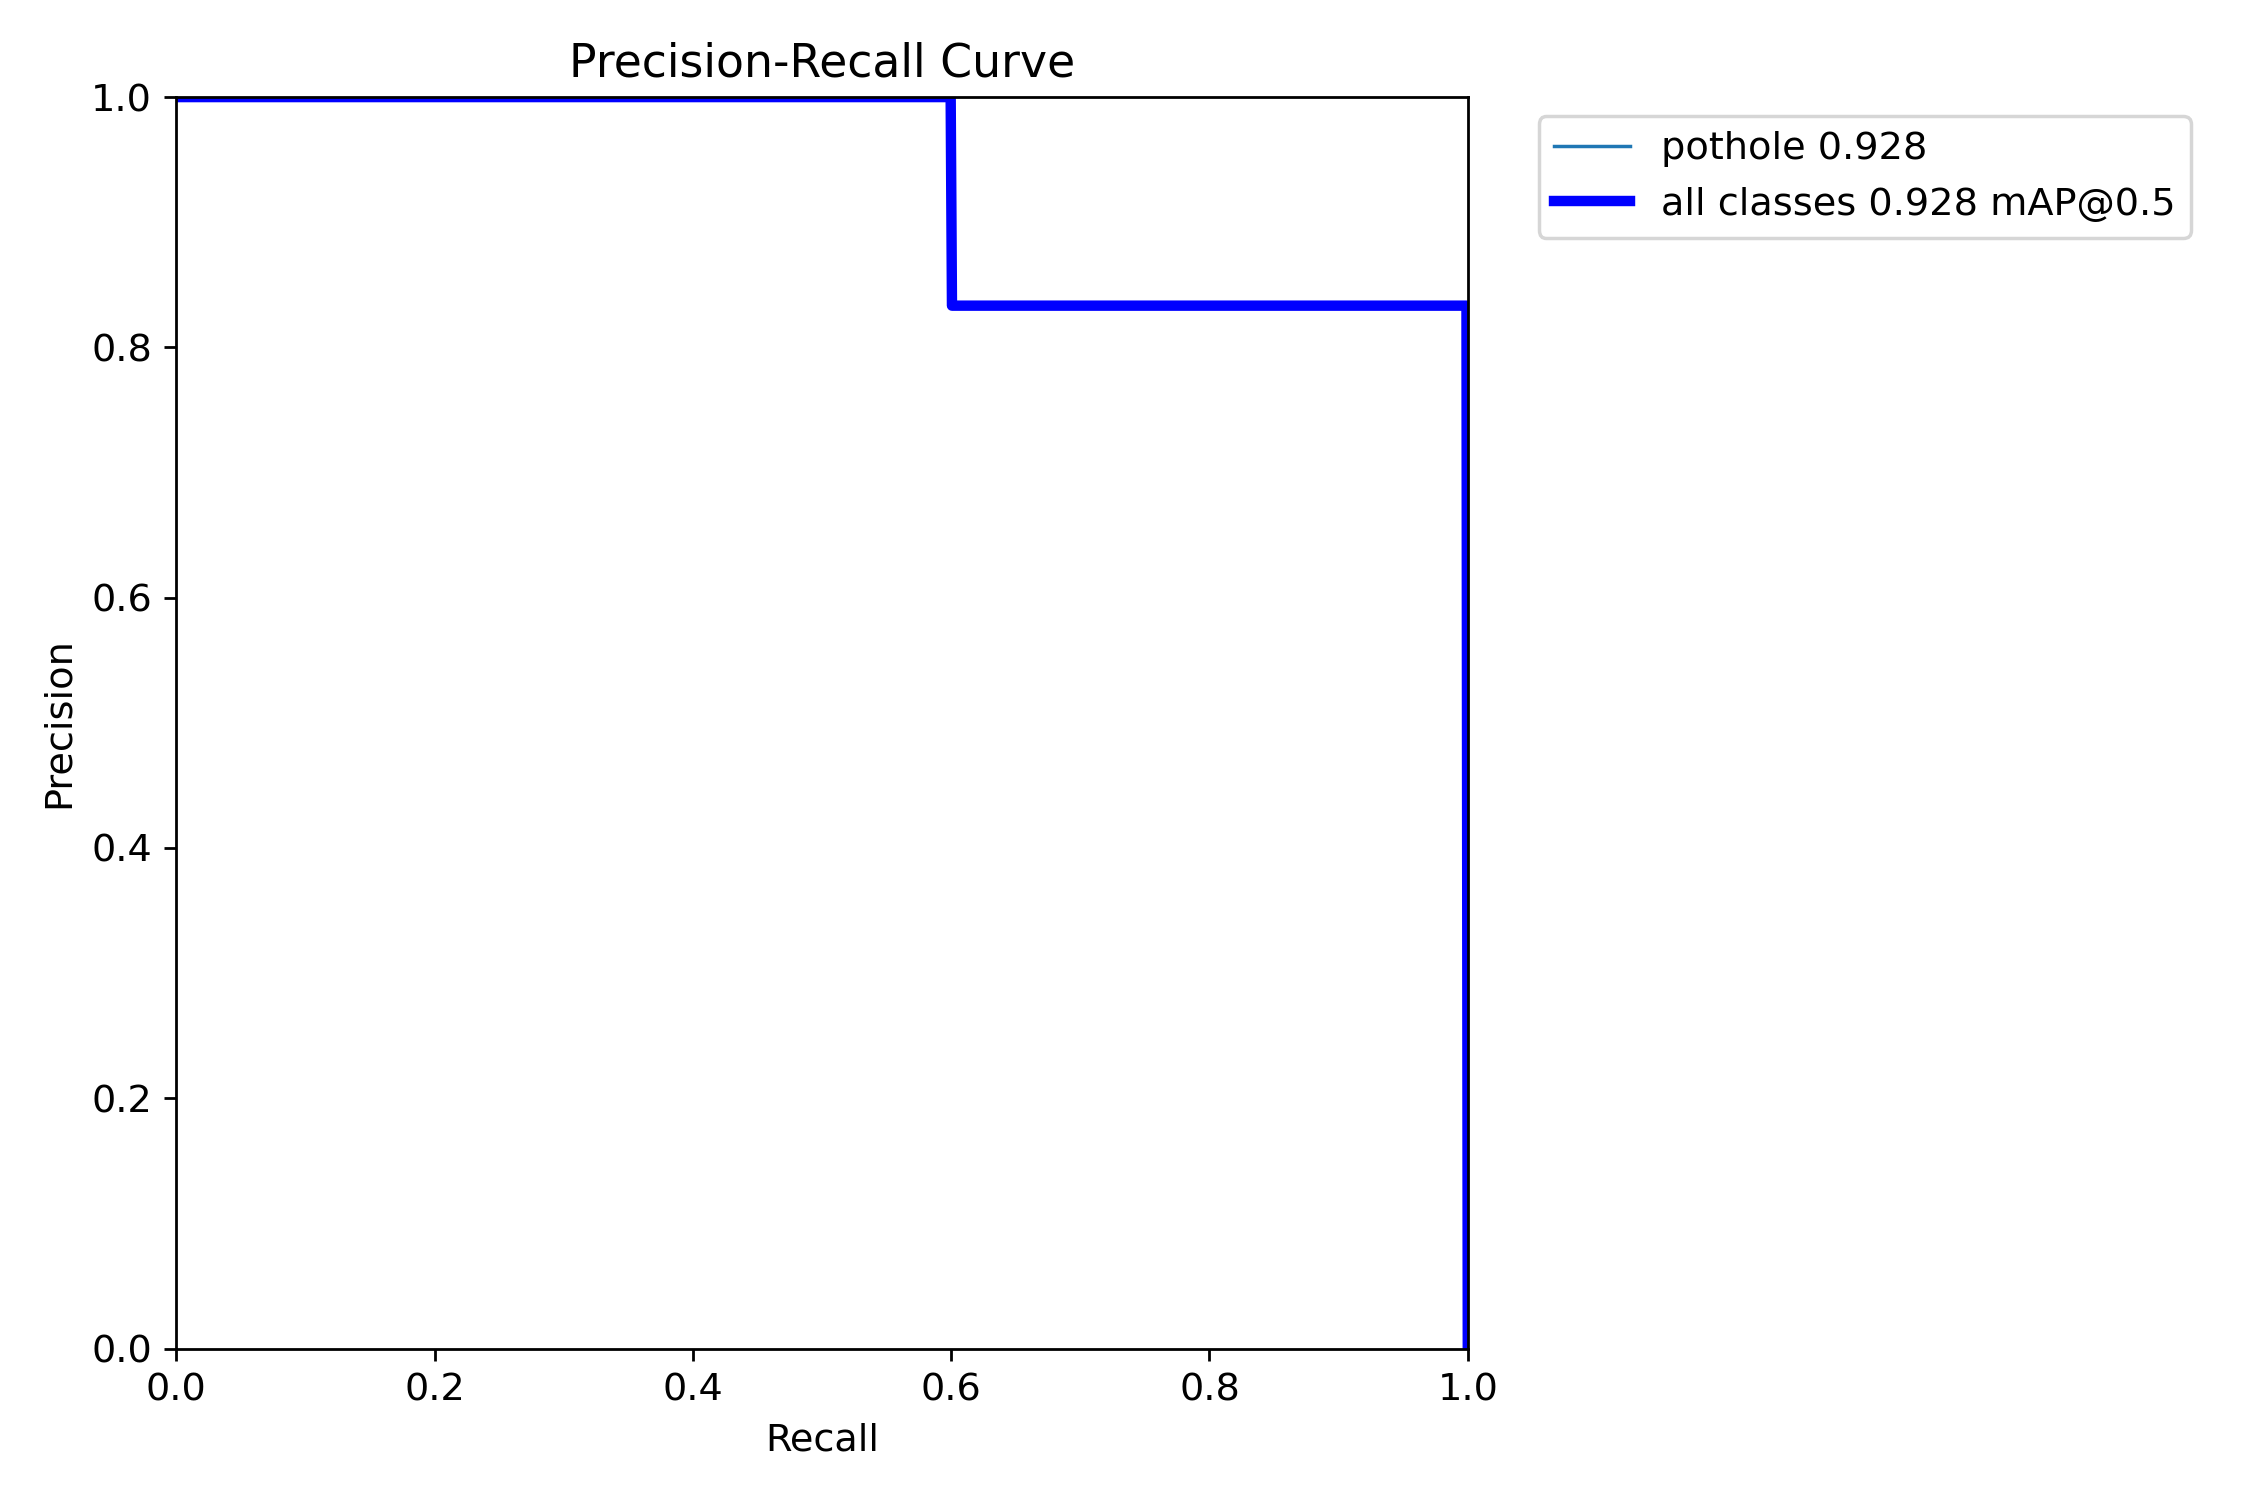 Precision-Recall Curve
1.0
0.8
0.6
0.4
0.2
0.0
Precision
0.0 0.2 0.4 0.6 0.8 1.0
Recall
pothole 0.928
all classes 0.928 mAP@0.5